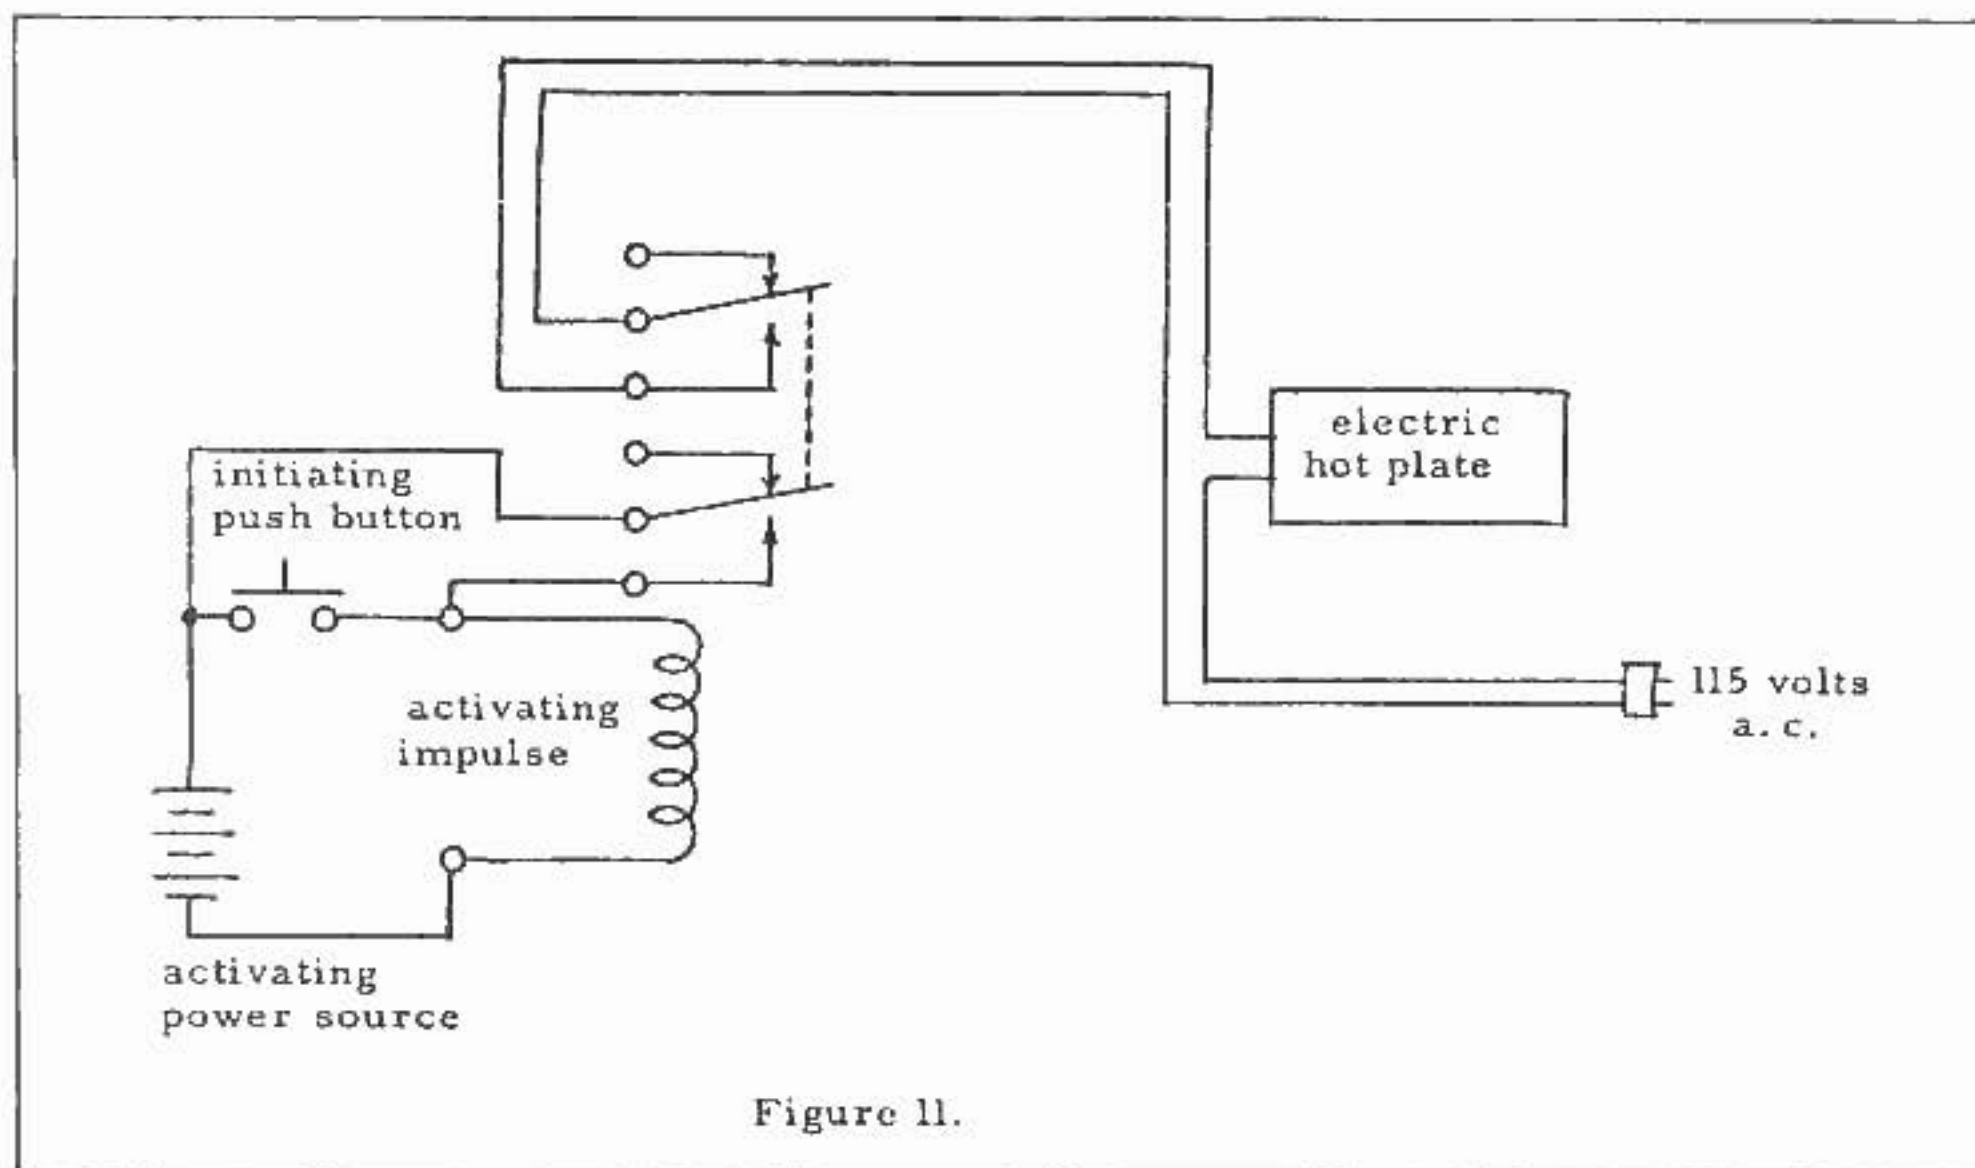 initiating
push button
electric
hot plate
activating
impulse
115 volts
a. c.
activating
power source
Figure 11.